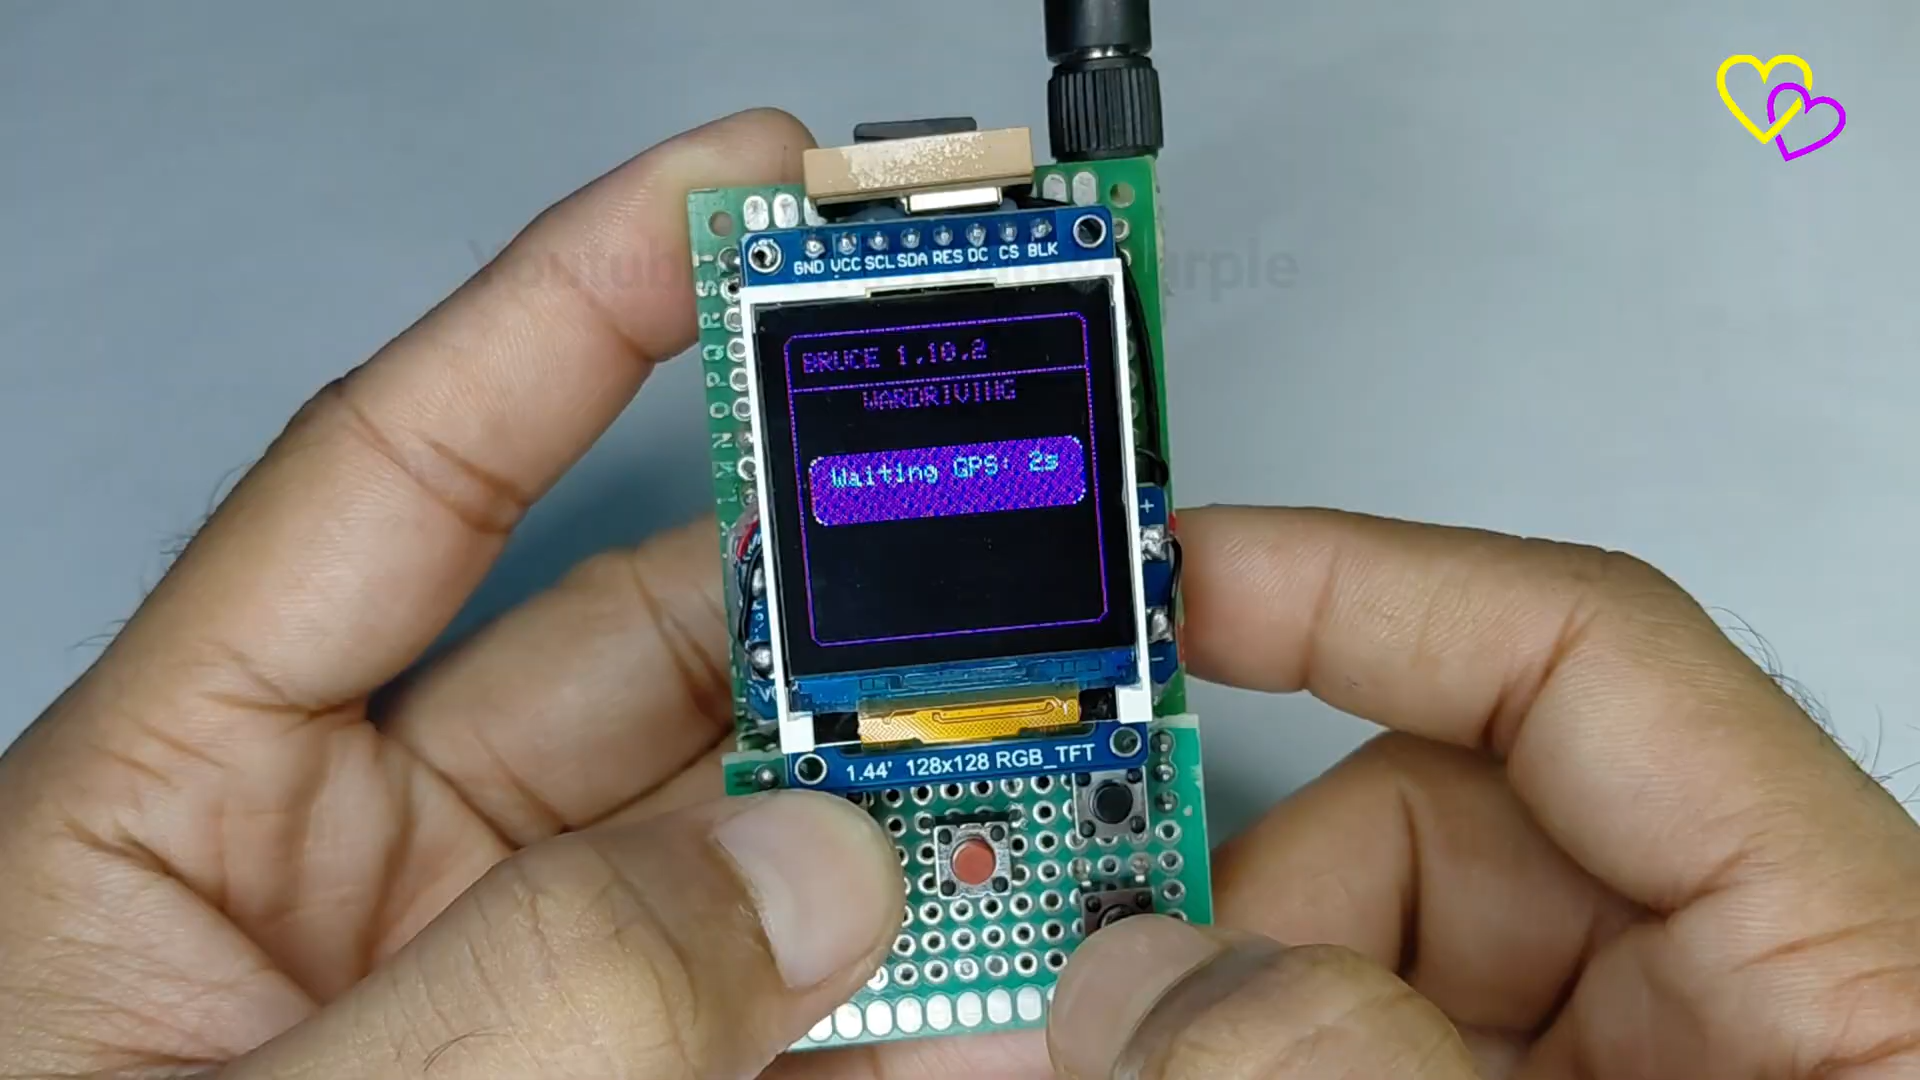 GND VCC SCL SDA RES DC CS BLK
BRUCE 1.10.2
WARDRIVING
Waiting GPS: 2s
1.44' 128x128 RGB_TFT
T
S
R
Q
P
O
N
M
L
+
-